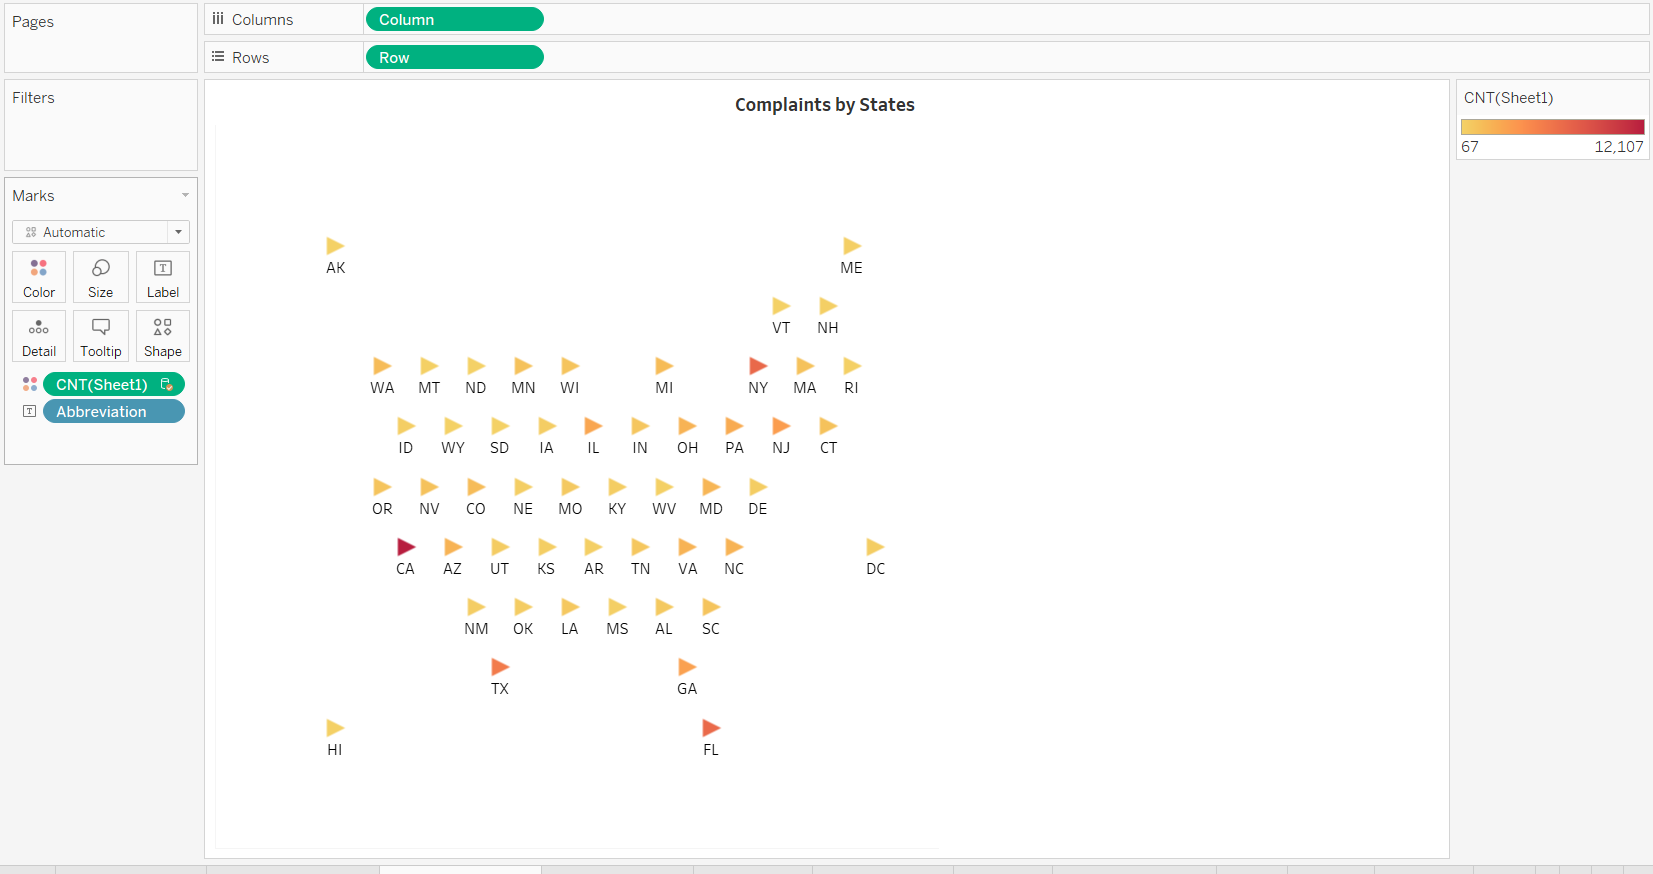 Pages
Columns
Column
Rows
Row
Filters
Marks
Automatic
Color
Size
Label
Detail
Tooltip
Shape
CNT(Sheet1)
Abbreviation
Complaints by States
AK
ME
VT NH
WA MT ND MN WI MI NY MA RI
ID WY SD IA IL IN OH PA NJ CT
OR NV CO NE MO KY WV MD DE
CA AZ UT KS AR TN VA NC DC
NM OK LA MS AL SC
TX GA
HI FL
CNT(Sheet1)
67 12,107